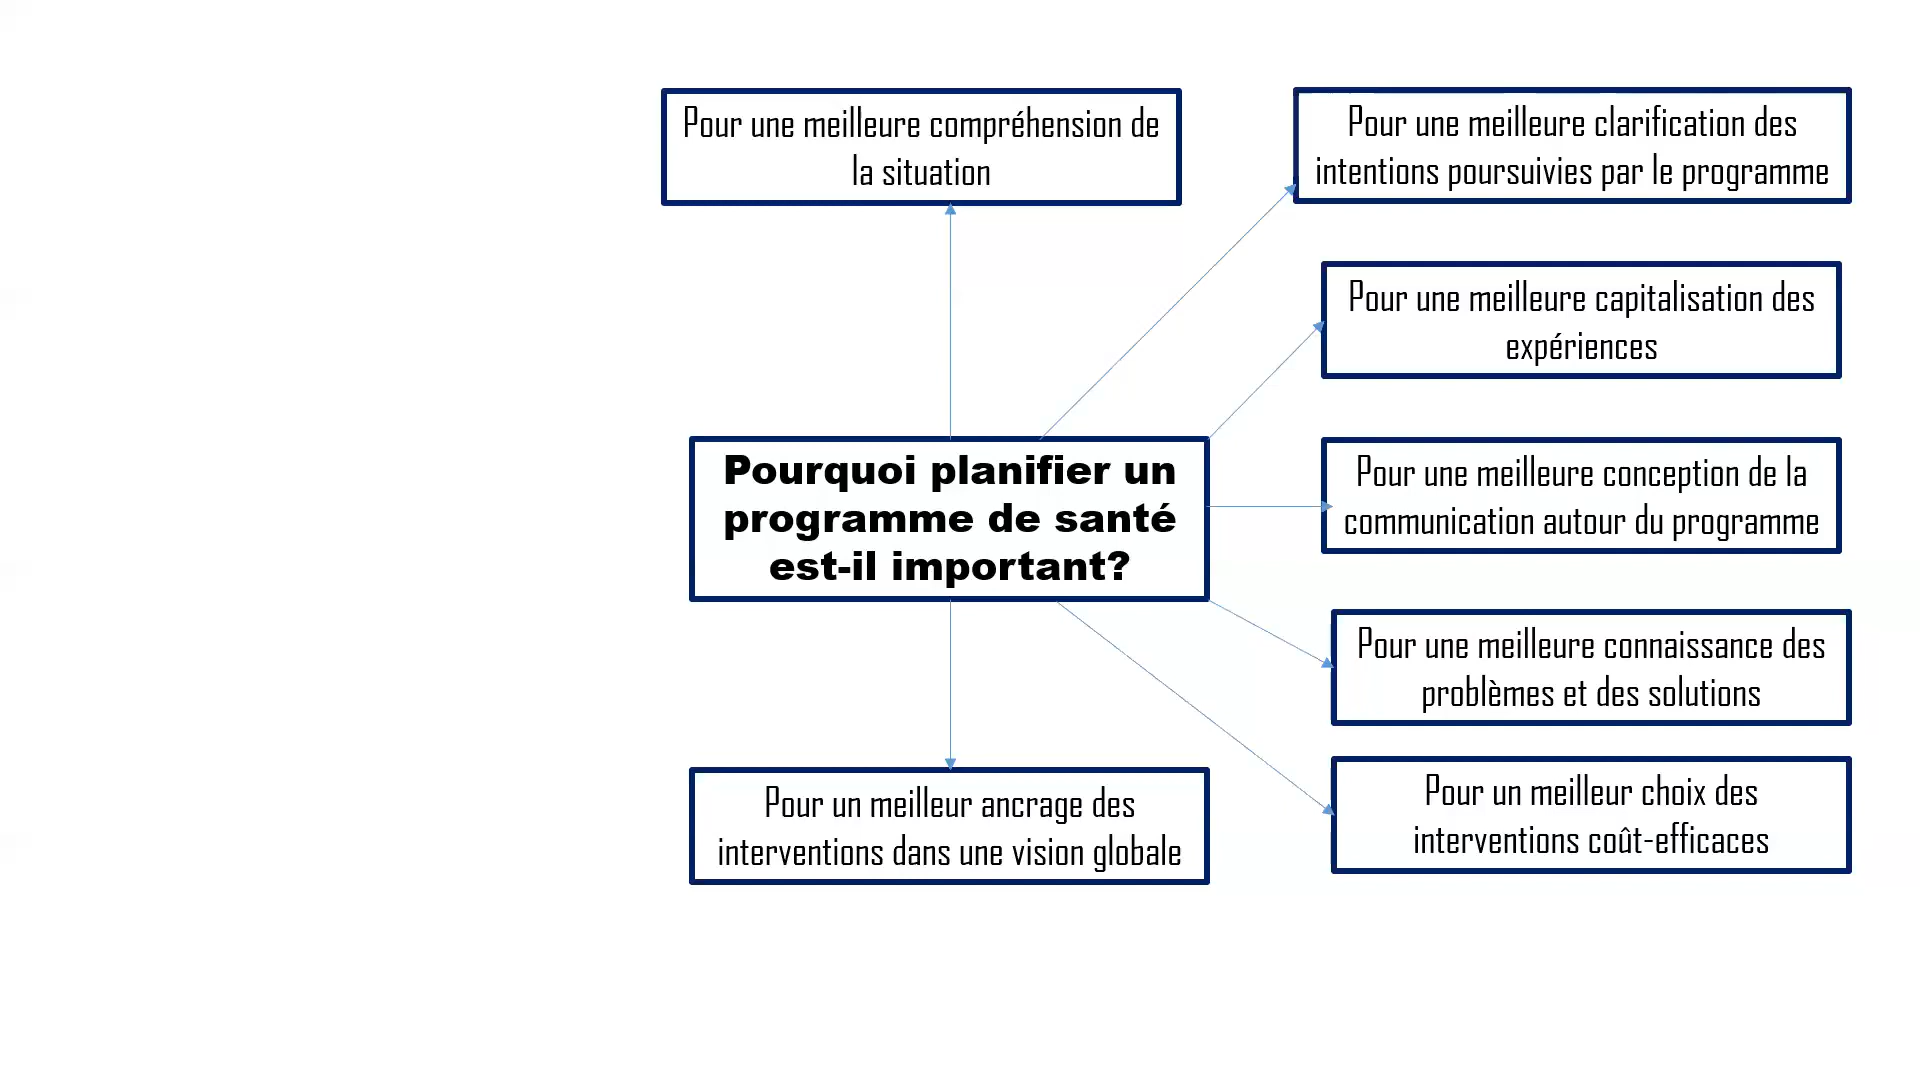 Pour une meilleure compréhension de
la situation
Pour une meilleure clarification des
intentions poursuivies par le programme
Pour une meilleure capitalisation des
expériences
Pourquoi planifier un
programme de santé
est-il important?
Pour une meilleure conception de la
communication autour du programme
Pour une meilleure connaissance des
problèmes et des solutions
Pour un meilleur ancrage des
interventions dans une vision globale
Pour un meilleur choix des
interventions coût-efficaces